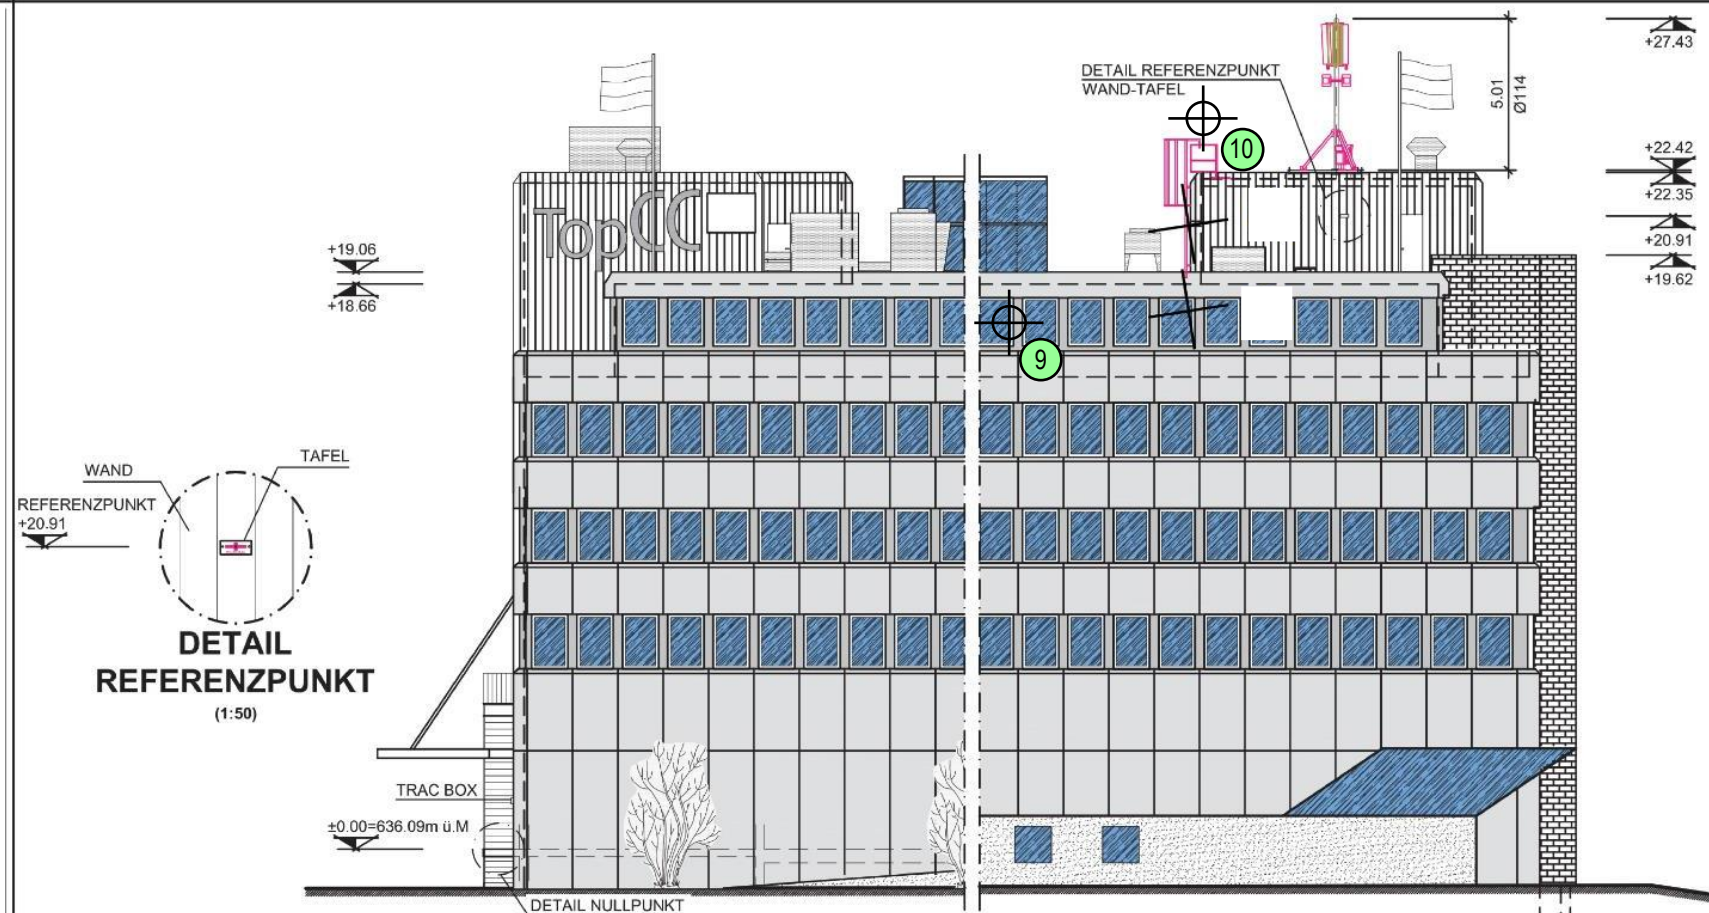 +27.43
DETAIL REFERENZPUNKT
WAND-TAFEL
5.01
Ø114
10
+22.42
+22.35
TopCC
+20.91
+19.06
+19.62
+18.66
9
WAND
TAFEL
REFERENZPUNKT
+20.91
DETAIL
REFERENZPUNKT
(1:50)
TRAC BOX
±0.00=636.09m ü.M
DETAIL NULLPUNKT